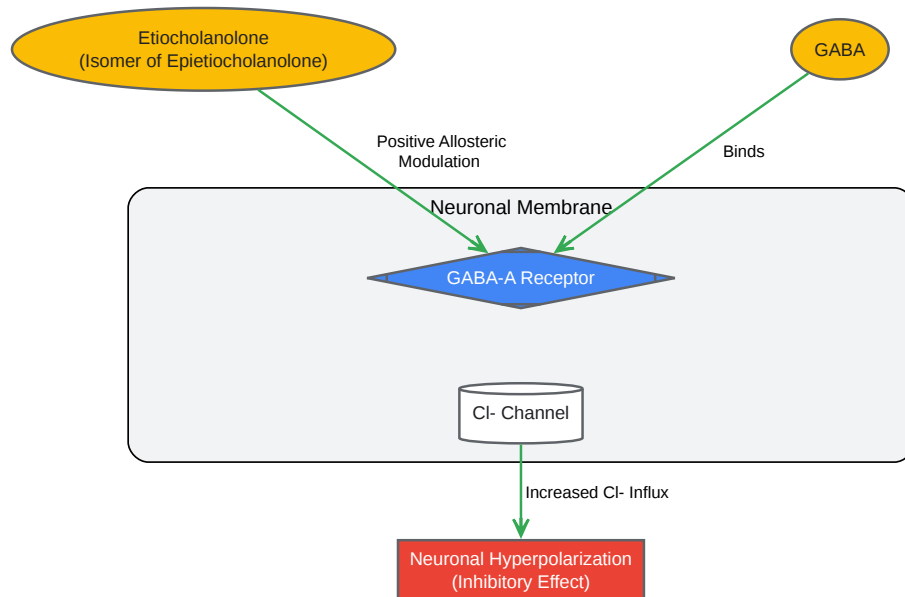 Etiocholanolone
(Isomer of Epietiocholanolone)
GABA
Positive Allosteric
Modulation
Binds
Neuronal Membrane
GABA-A Receptor
Cl- Channel
Increased Cl- Influx
Neuronal Hyperpolarization
(Inhibitory Effect)